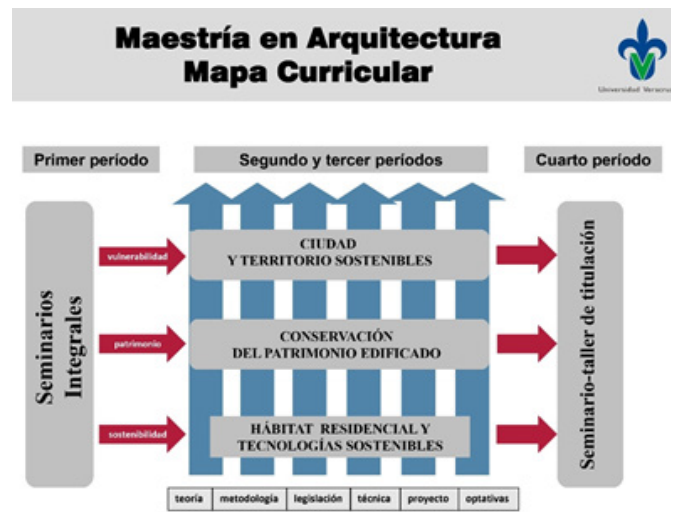 Maestría en Arquitectura
Mapa Curricular
Universidad Veracruz
Primer período
Segundo y tercer períodos
Cuarto período
Seminarios
Integrales
vulnerabilidad
CIUDAD
Y TERRITORIO SOSTENIBLES
patrimonio
CONSERVACIÓN
DEL PATRIMONIO EDIFICADO
sostenibilidad
HÁBITAT RESIDENCIAL Y
TECNOLOGÍAS SOSTENIBLES
Seminario-taller de titulación
teoría metodología legislación técnica proyecto optativas